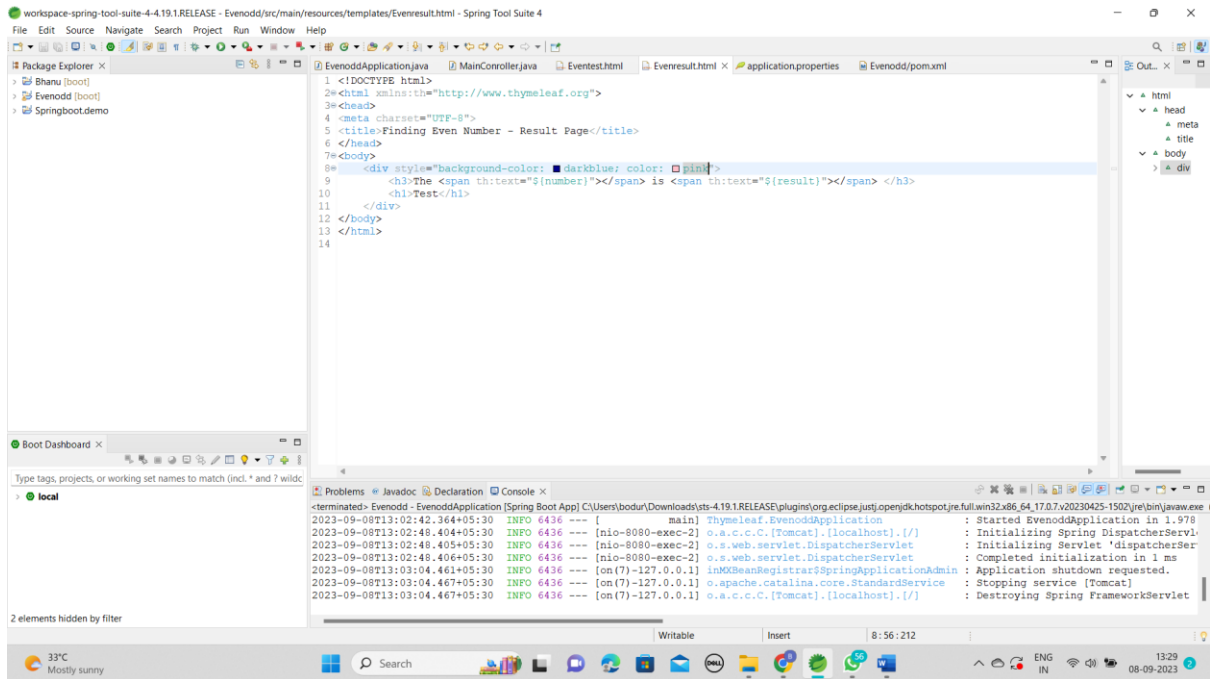 workspace-spring-tool-suite-4-4.19.1.RELEASE - Evenodd/src/main/resources/templates/Evenresult.html - Spring Tool Suite 4
File Edit Source Navigate Search Project Run Window Help
Package Explorer
Bhanu [boot]
Evenodd [boot]
Springboot.demo
EvenoddApplication.java MainConroller.java Eventest.html Evenresult.html application.properties Evenodd/pom.xml
1 <!DOCTYPE html>
2 <html xmlns:th="http://www.thymeleaf.org">
3 <head>
4 <meta charset="UTF-8">
5 <title>Finding Even Number - Result Page</title>
6 </head>
7 <body>
8 <div style="background-color: darkblue; color: pink">
9 <h3>The <span th:text="${number}"></span> is <span th:text="${result}"></span> </h3>
10 <h1>Test</h1>
11 </div>
12 </body>
13 </html>
14
Out...
html
head
meta
title
body
div
Boot Dashboard
Type tags, projects, or working set names to match (incl. * and ? wildc
local
2 elements hidden by filter
Problems Javadoc Declaration Console
<terminated> Evenodd - EvenoddApplication [Spring Boot App] C:\Users\bodur\Downloads\sts-4.19.1.RELEASE\plugins\org.eclipse.justj.openjdk.hotspot.jre.full.win32.x86_64_17.0.7.v20230425-1502\jre\bin\javaw.exe
2023-09-08T13:02:42.364+05:30 INFO 6436 --- [ main] Thymeleaf.EvenoddApplication : Started EvenoddApplication in 1.978
2023-09-08T13:02:48.404+05:30 INFO 6436 --- [nio-8080-exec-2] o.a.c.c.C.[Tomcat].[localhost].[/] : Initializing Spring DispatcherServl
2023-09-08T13:02:48.405+05:30 INFO 6436 --- [nio-8080-exec-2] o.s.web.servlet.DispatcherServlet : Initializing Servlet 'dispatcherSer
2023-09-08T13:02:48.406+05:30 INFO 6436 --- [nio-8080-exec-2] o.s.web.servlet.DispatcherServlet : Completed initialization in 1 ms
2023-09-08T13:03:04.461+05:30 INFO 6436 --- [on(7)-127.0.0.1] inMXBeanRegistrar$SpringApplicationAdmin : Application shutdown requested.
2023-09-08T13:03:04.467+05:30 INFO 6436 --- [on(7)-127.0.0.1] o.apache.catalina.core.StandardService : Stopping service [Tomcat]
2023-09-08T13:03:04.467+05:30 INFO 6436 --- [on(7)-127.0.0.1] o.a.c.c.C.[Tomcat].[localhost].[/] : Destroying Spring FrameworkServlet
Writable Insert 8 : 56 : 212
33°C
Mostly sunny
Search
DELL
8
56
ENG
IN
13:29
08-09-2023
2